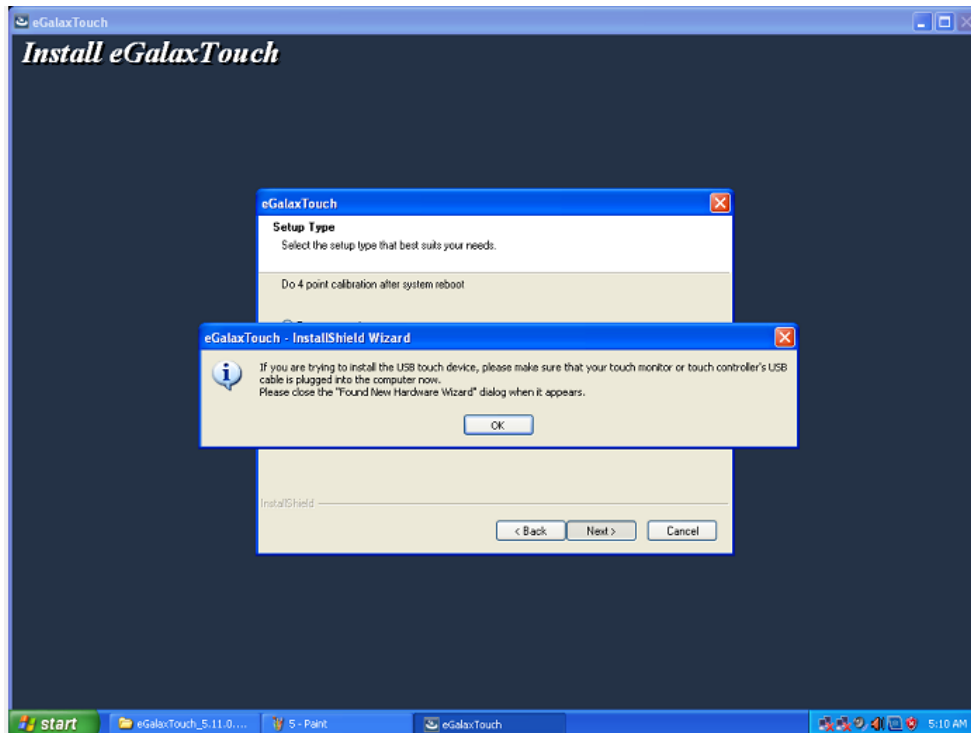 eGalaxTouch
Install eGalaxTouch
eGalaxTouch
Setup Type
Select the setup type that best suits your needs.
Do 4 point calibration after system reboot
eGalaxTouch - InstallShield Wizard
If you are trying to install the USB touch device, please make sure that your touch monitor or touch controller's USB
cable is plugged into the computer now.
Please close the "Found New Hardware Wizard" dialog when it appears.
OK
InstallShield
< Back Next > Cancel
start eGalaxTouch_5.11.0.... 5 - Paint eGalaxTouch 5:10 AM